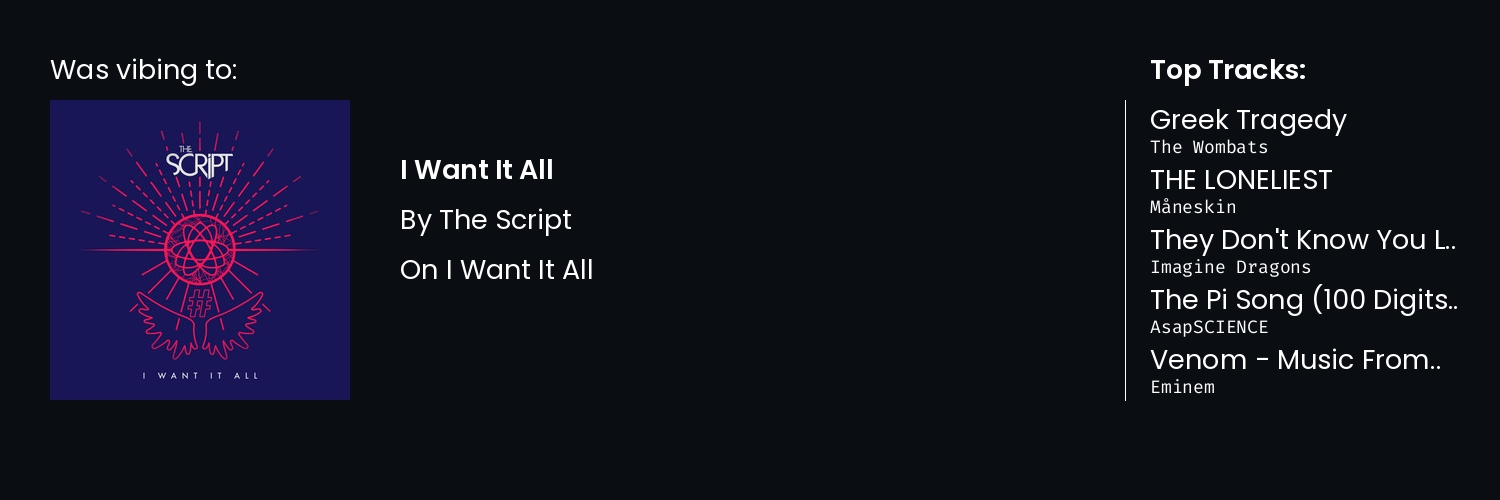 Was vibing to:
THE
SCRIPT
#
I WANT IT ALL
I Want It All
By The Script
On I Want It All
Top Tracks:
Greek Tragedy
The Wombats
THE LONELIEST
Måneskin
They Don't Know You L..
Imagine Dragons
The Pi Song (100 Digits..
AsapSCIENCE
Venom - Music From..
Eminem